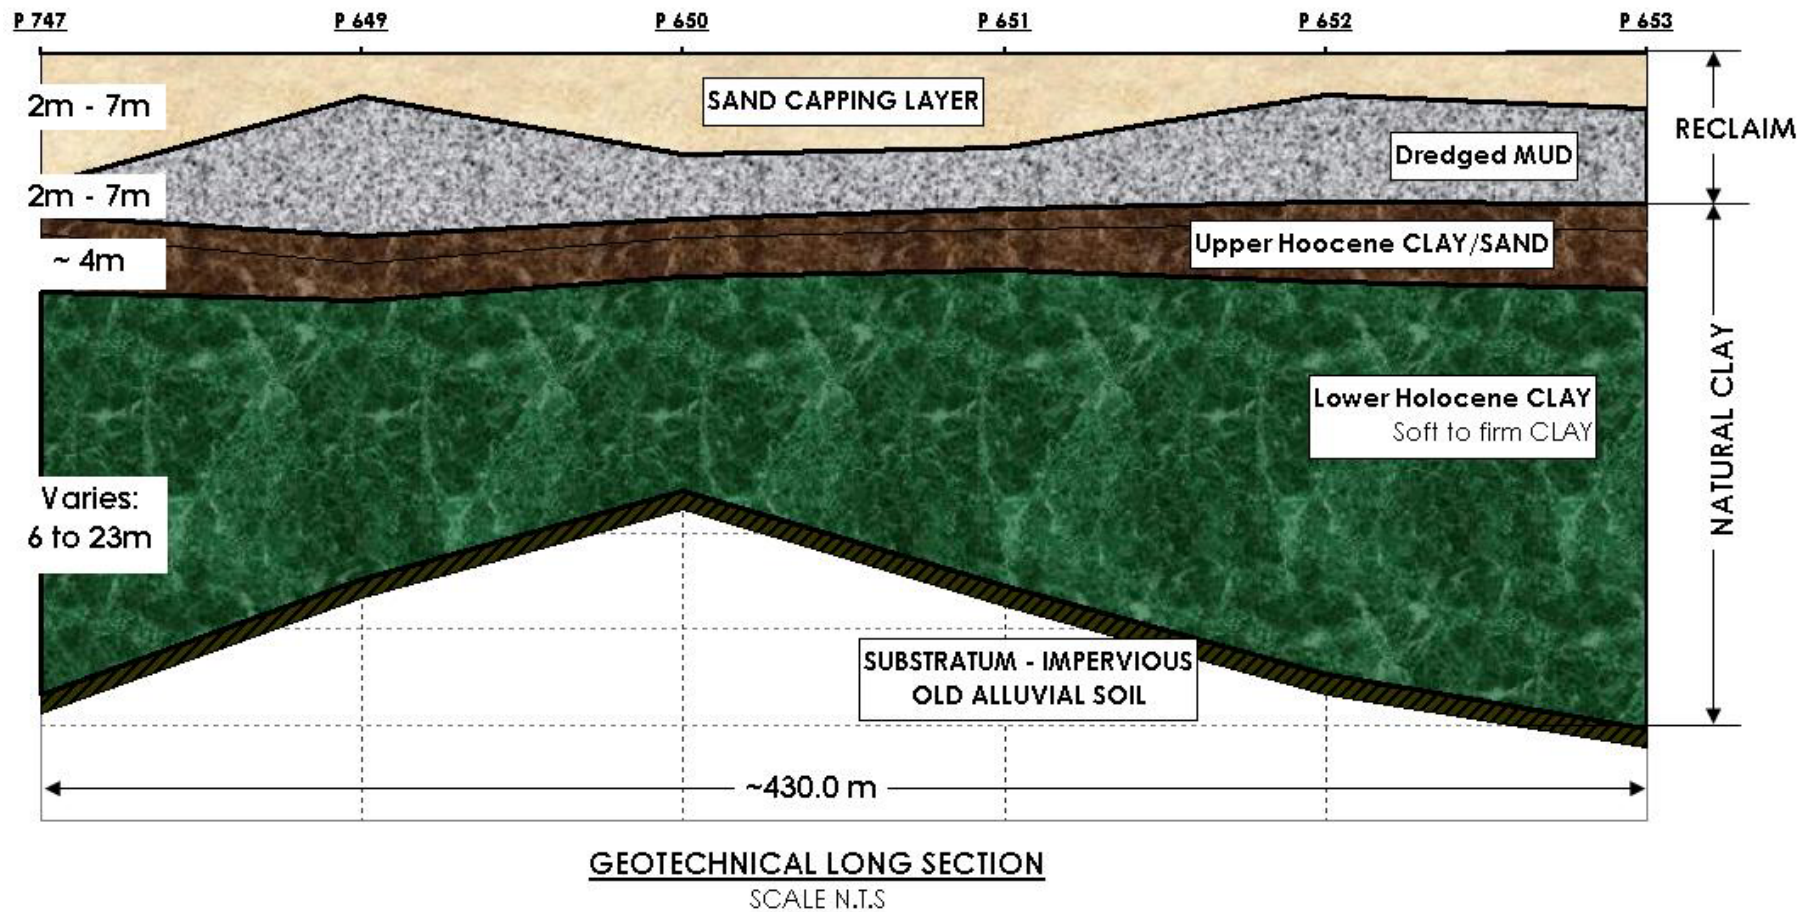 P 747 P 649 P 650 P 651 P 652 P 653
2m - 7m
SAND CAPPING LAYER
RECLAIM
Dredged MUD
2m - 7m
~ 4m
Upper Hoocene CLAY/SAND
Lower Holocene CLAY
Soft to firm CLAY
NATURAL CLAY
Varies:
6 to 23m
SUBSTRATUM - IMPERVIOUS
OLD ALLUVIAL SOIL
~430.0 m
GEOTECHNICAL LONG SECTION
SCALE N.T.S